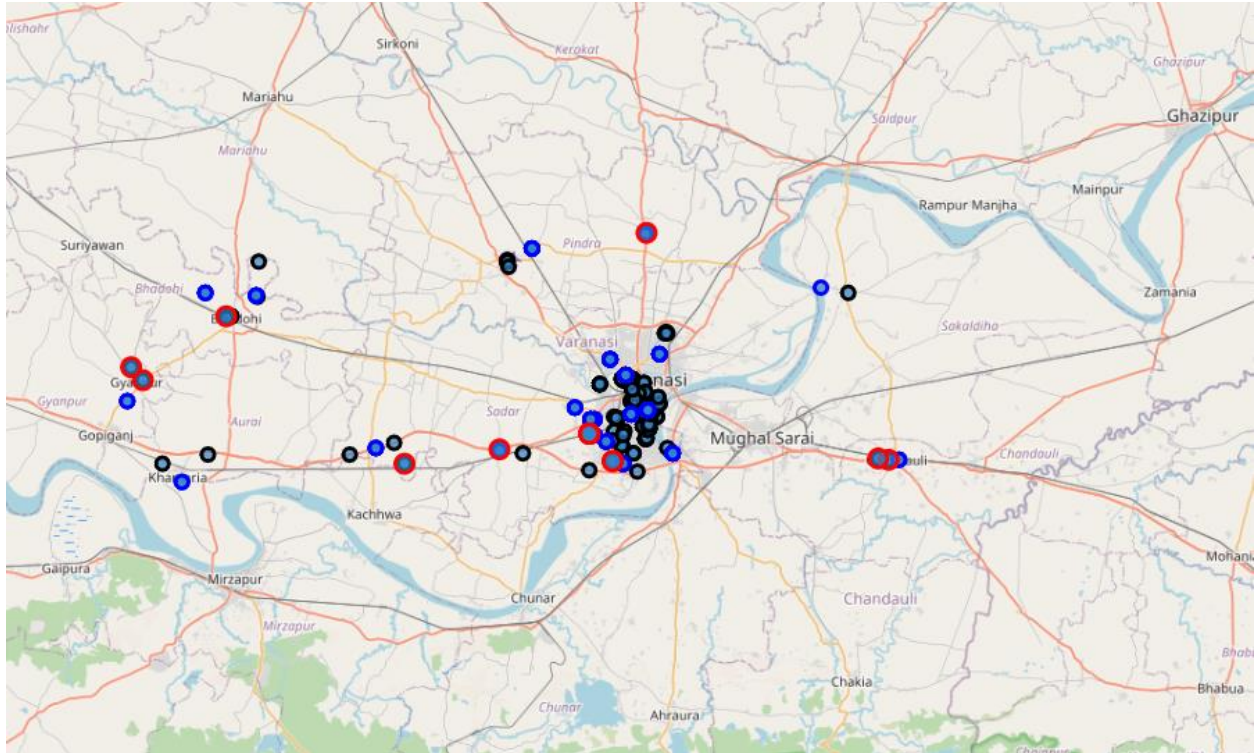 Sirkoni
Kerakat
Ghazipur
Mariahu
Ghazipur
Saidpur
Mariahu
Mainpur
Rampur Manjha
Suriyawan
Pindra
Bhadohi
Zamania
Sakaldiha
Varanasi
Gyanpur
Sadar
Aurai
Gopiganj
Mughal Sarai
Chandauli
Kachhwa
Gaipura
Mirzapur
Chunar
Chandauli
Mirzapur
Chakia
Bhabua
Chunar
Ahraura